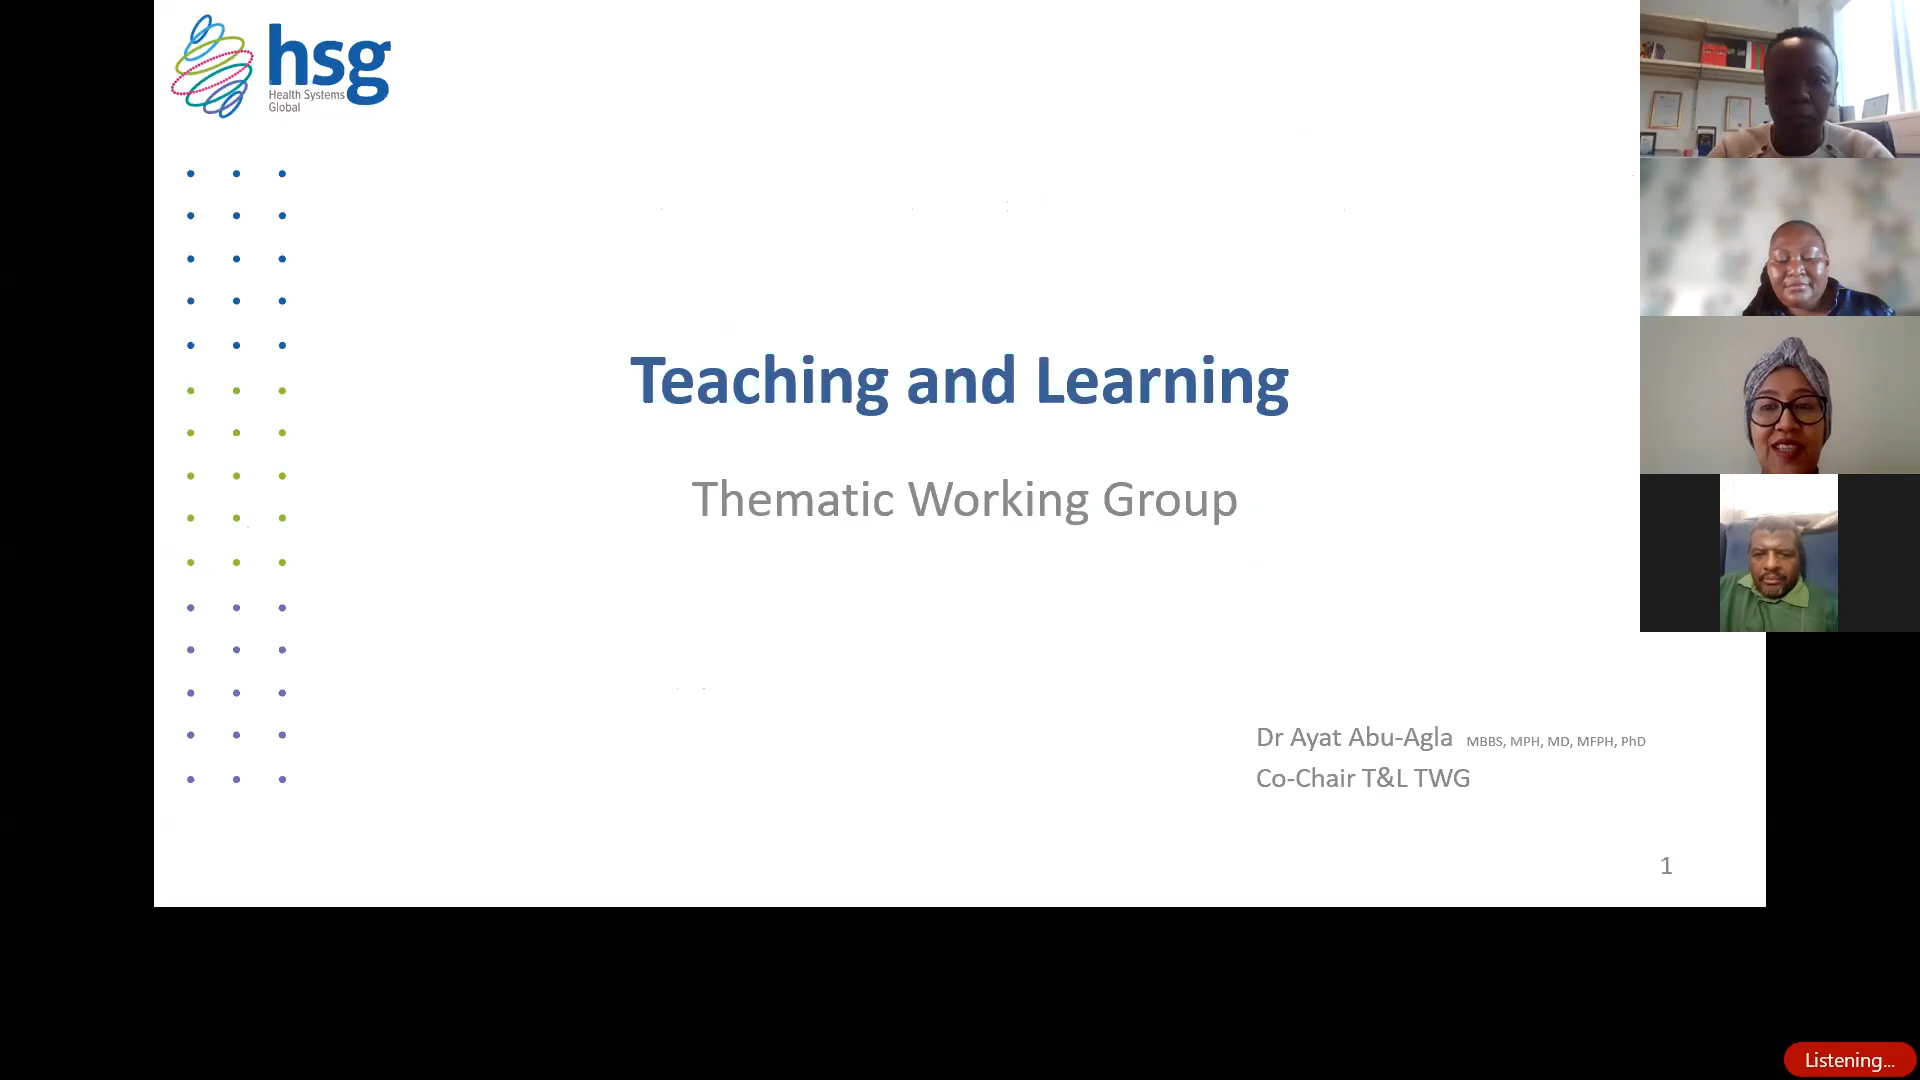 hsg
Health Systems
Global
Teaching and Learning
Thematic Working Group
Dr Ayat Abu-Agla MBBS, MPH, MD, MFPH, PhD
Co-Chair T&L TWG
1
Listening...